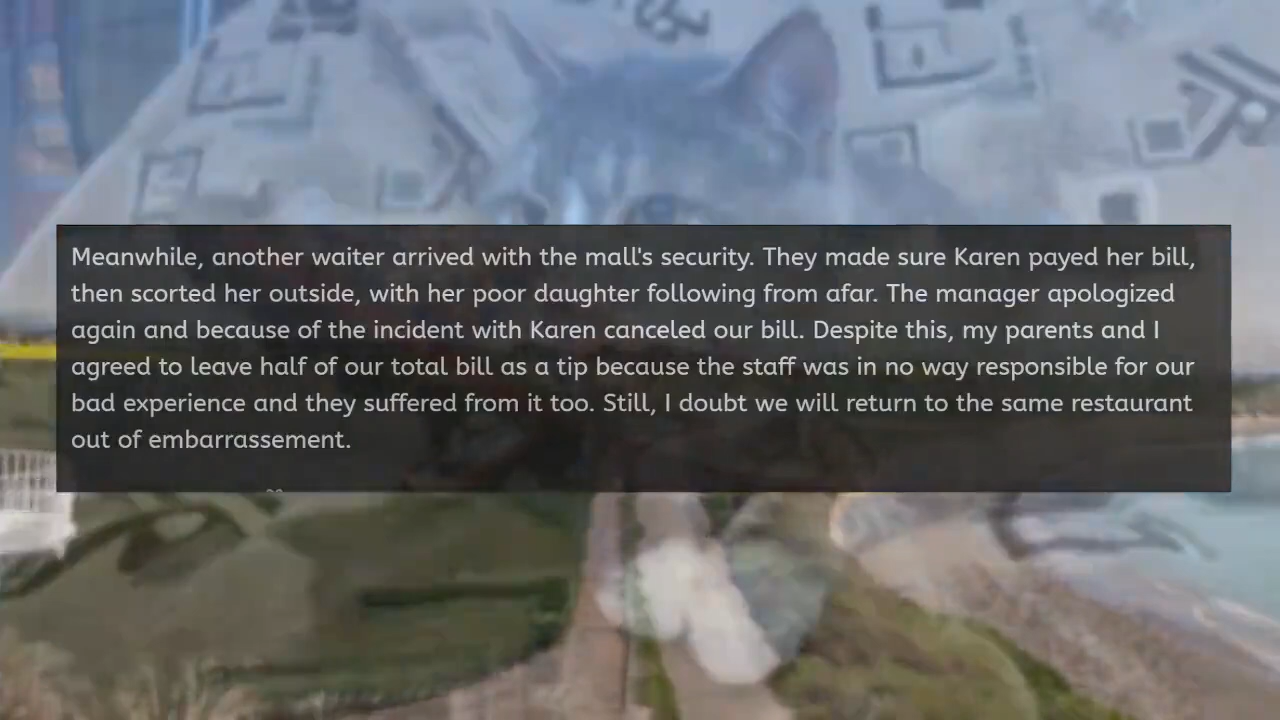 Meanwhile, another waiter arrived with the mall's security. They made sure Karen payed her bill,
then scorted her outside, with her poor daughter following from afar. The manager apologized
again and because of the incident with Karen canceled our bill. Despite this, my parents and I
agreed to leave half of our total bill as a tip because the staff was in no way responsible for our
bad experience and they suffered from it too. Still, I doubt we will return to the same restaurant
out of embarrassement.